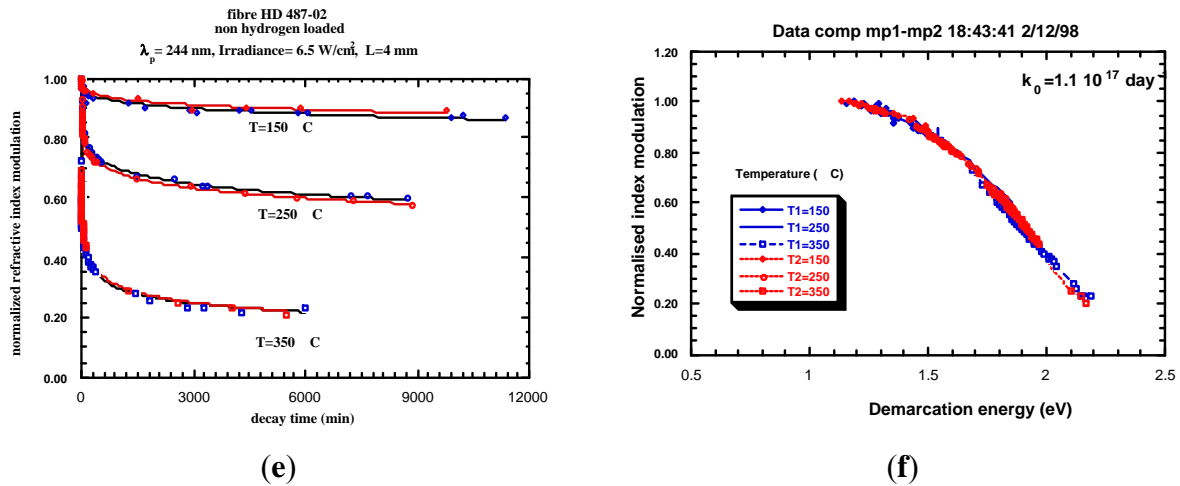 fibre HD 487-02
non hydrogen loaded
λp= 244 nm, Irradiance= 6.5 W/cm², L=4 mm
normalized refractive index modulation
1.00
0.80
0.60
0.40
0.20
0.00
T=150 C
T=250 C
T=350 C
0
3000
6000
9000
12000
decay time (min)
(e)
Data comp mp1-mp2 18:43:41 2/12/98
k0=1.1 10 17 day
Normalised index modulation
1.20
1.00
0.80
0.60
0.40
0.20
0.00
Temperature ( C)
T1=150
T1=250
T1=350
T2=150
T2=250
T2=350
0.5
1
1.5
2
2.5
Demarcation energy (eV)
(f)